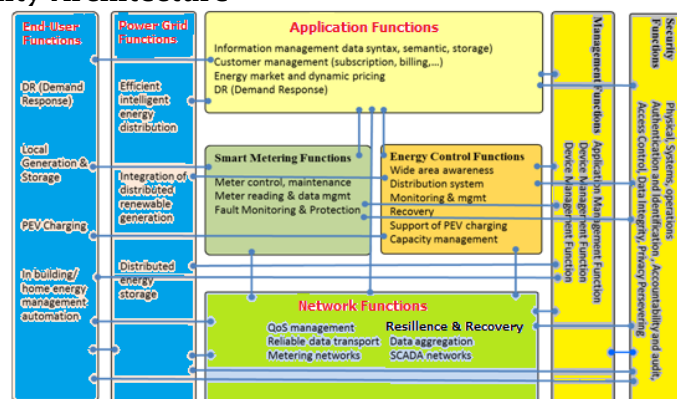 End-User
Functions
DR (Demand
Response)
Local
Generation &
Storage
PEV Charging
In building/
home energy
management
automation
Power Grid
Functions
Efficient
intelligent
energy
distribution
Integration of
distributed
renewable
generation
Distributed
energy
storage
Application Functions
Information management data syntax, semantic, storage)
Customer management (subscription, billing,...)
Energy market and dynamic pricing
DR (Demand Response)
Smart Metering Functions
Meter control, maintenance
Meter reading & data mgmt
Fault Monitoring & Protection
Energy Control Functions
Wide area awareness
Distribution system
Monitoring & mgmt
Recovery
Support of PEV charging
Capacity management
Network Functions
QoS management
Resillence & Recovery
Reliable data transport
Data aggregation
Metering networks
SCADA networks
Management Functions
Application Management Function
Device Management Function
Device Management Function
Security
Functions
Physical, Systems, operations
Authentication and Identification, Accountability and audit,
Access Control, Data Integrity, Privacy Persevering